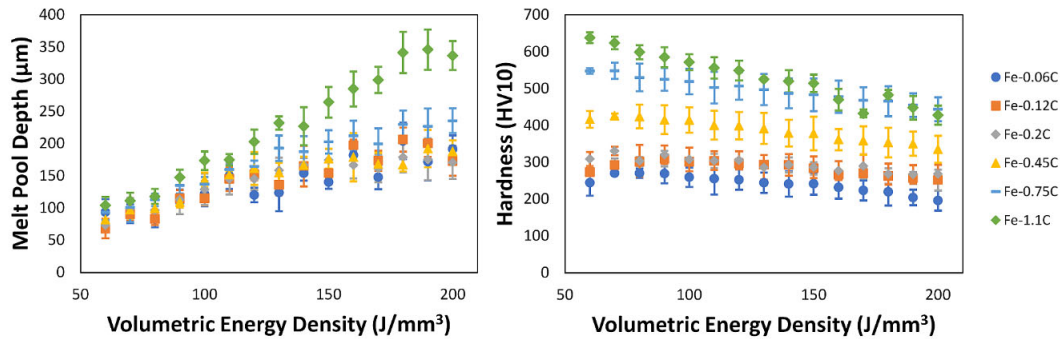 400
350
300
250
200
150
100
50
0
Melt Pool Depth (µm)
50
100
150
200
Volumetric Energy Density (J/mm³)
700
600
500
400
300
200
100
0
Hardness (HV10)
50
100
150
200
Volumetric Energy Density (J/mm³)
Fe-0.06C
Fe-0.12C
Fe-0.2C
Fe-0.45C
Fe-0.75C
Fe-1.1C